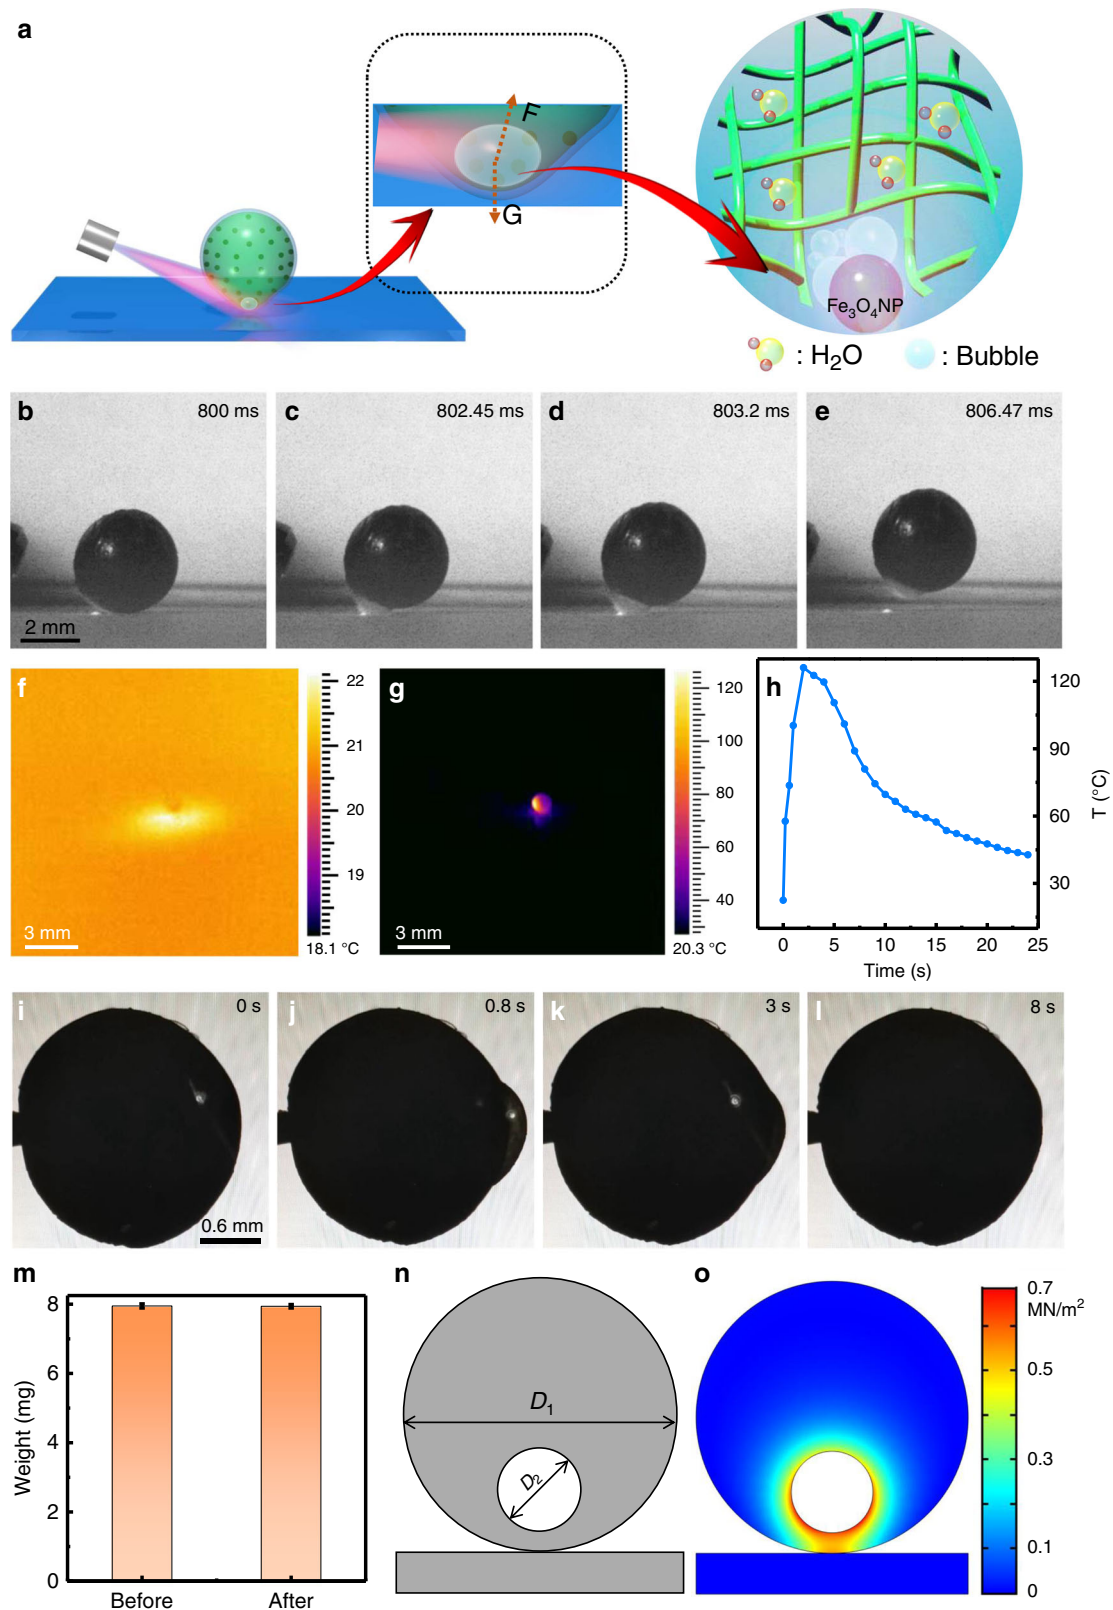 a
F
G
Fe3O4NP
: H2O
: Bubble
b
800 ms
2 mm
c
802.45 ms
d
803.2 ms
e
806.47 ms
f
3 mm
22
21
20
19
18.1 °C
g
3 mm
120
100
80
60
40
20.3 °C
h
120
90
60
30
T (°C)
0 5 10 15 20 25
Time (s)
i
0 s
0.6 mm
j
0.8 s
k
3 s
l
8 s
m
Weight (mg)
8
6
4
2
0
Before After
n
D1
D2
o
0.7
MN/m2
0.5
0.3
0.1
0